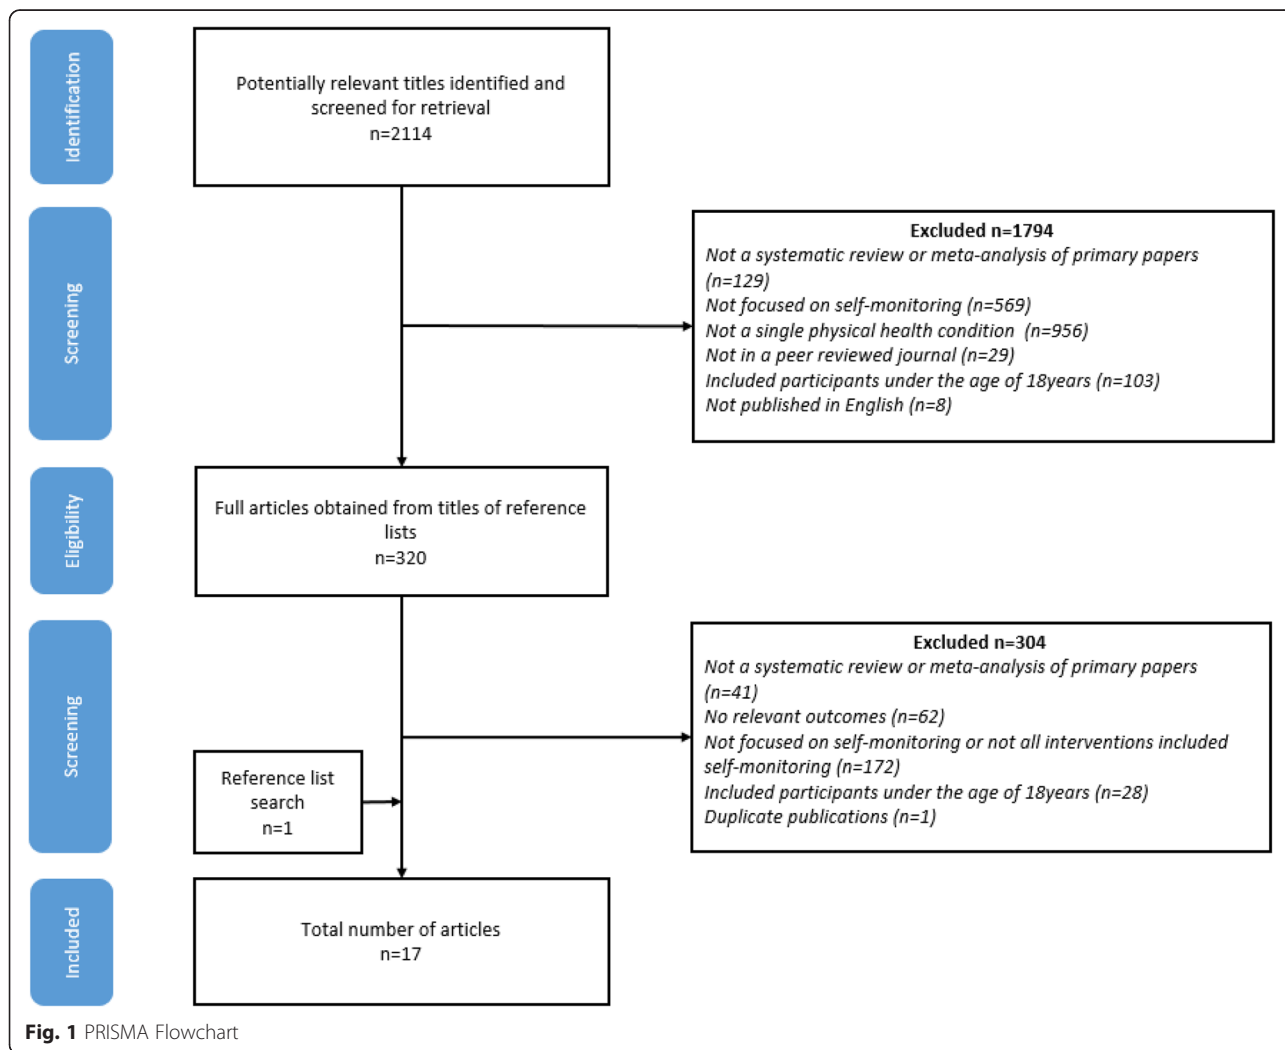 Identification
Potentially relevant titles identified and
screened for retrieval
n=2114
Screening
Excluded n=1794
Not a systematic review or meta-analysis of primary papers
(n=129)
Not focused on self-monitoring (n=569)
Not a single physical health condition (n=956)
Not in a peer reviewed journal (n=29)
Included participants under the age of 18years (n=103)
Not published in English (n=8)
Eligibility
Full articles obtained from titles of reference
lists
n=320
Screening
Excluded n=304
Not a systematic review or meta-analysis of primary papers
(n=41)
No relevant outcomes (n=62)
Not focused on self-monitoring or not all interventions included
self-monitoring (n=172)
Included participants under the age of 18years (n=28)
Duplicate publications (n=1)
Reference list
search
n=1
Included
Total number of articles
n=17
Fig. 1 PRISMA Flowchart